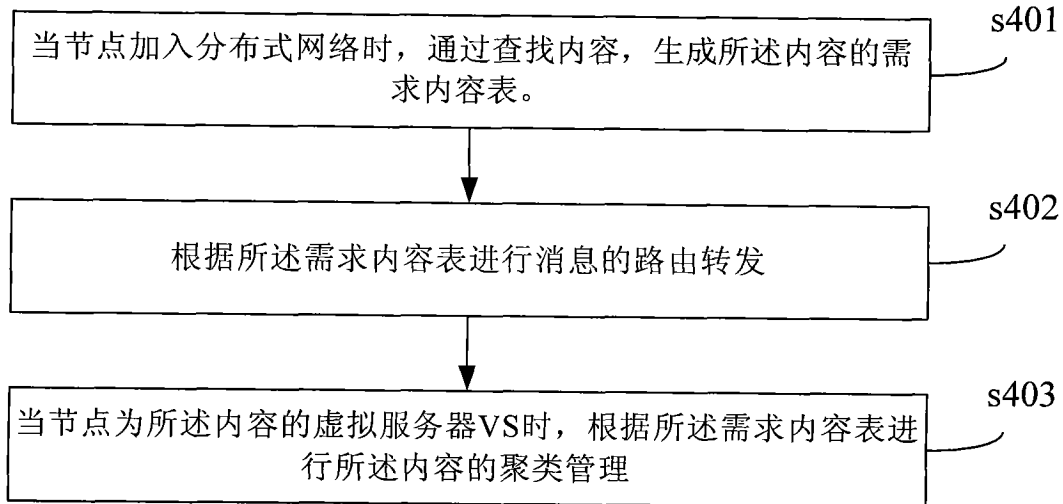 s401
当节点加入分布式网络时，通过查找内容，生成所述内容的需
求内容表。
s402
根据所述需求内容表进行消息的路由转发
s403
当节点为所述内容的虚拟服务器VS时，根据所述需求内容表进
行所述内容的聚类管理